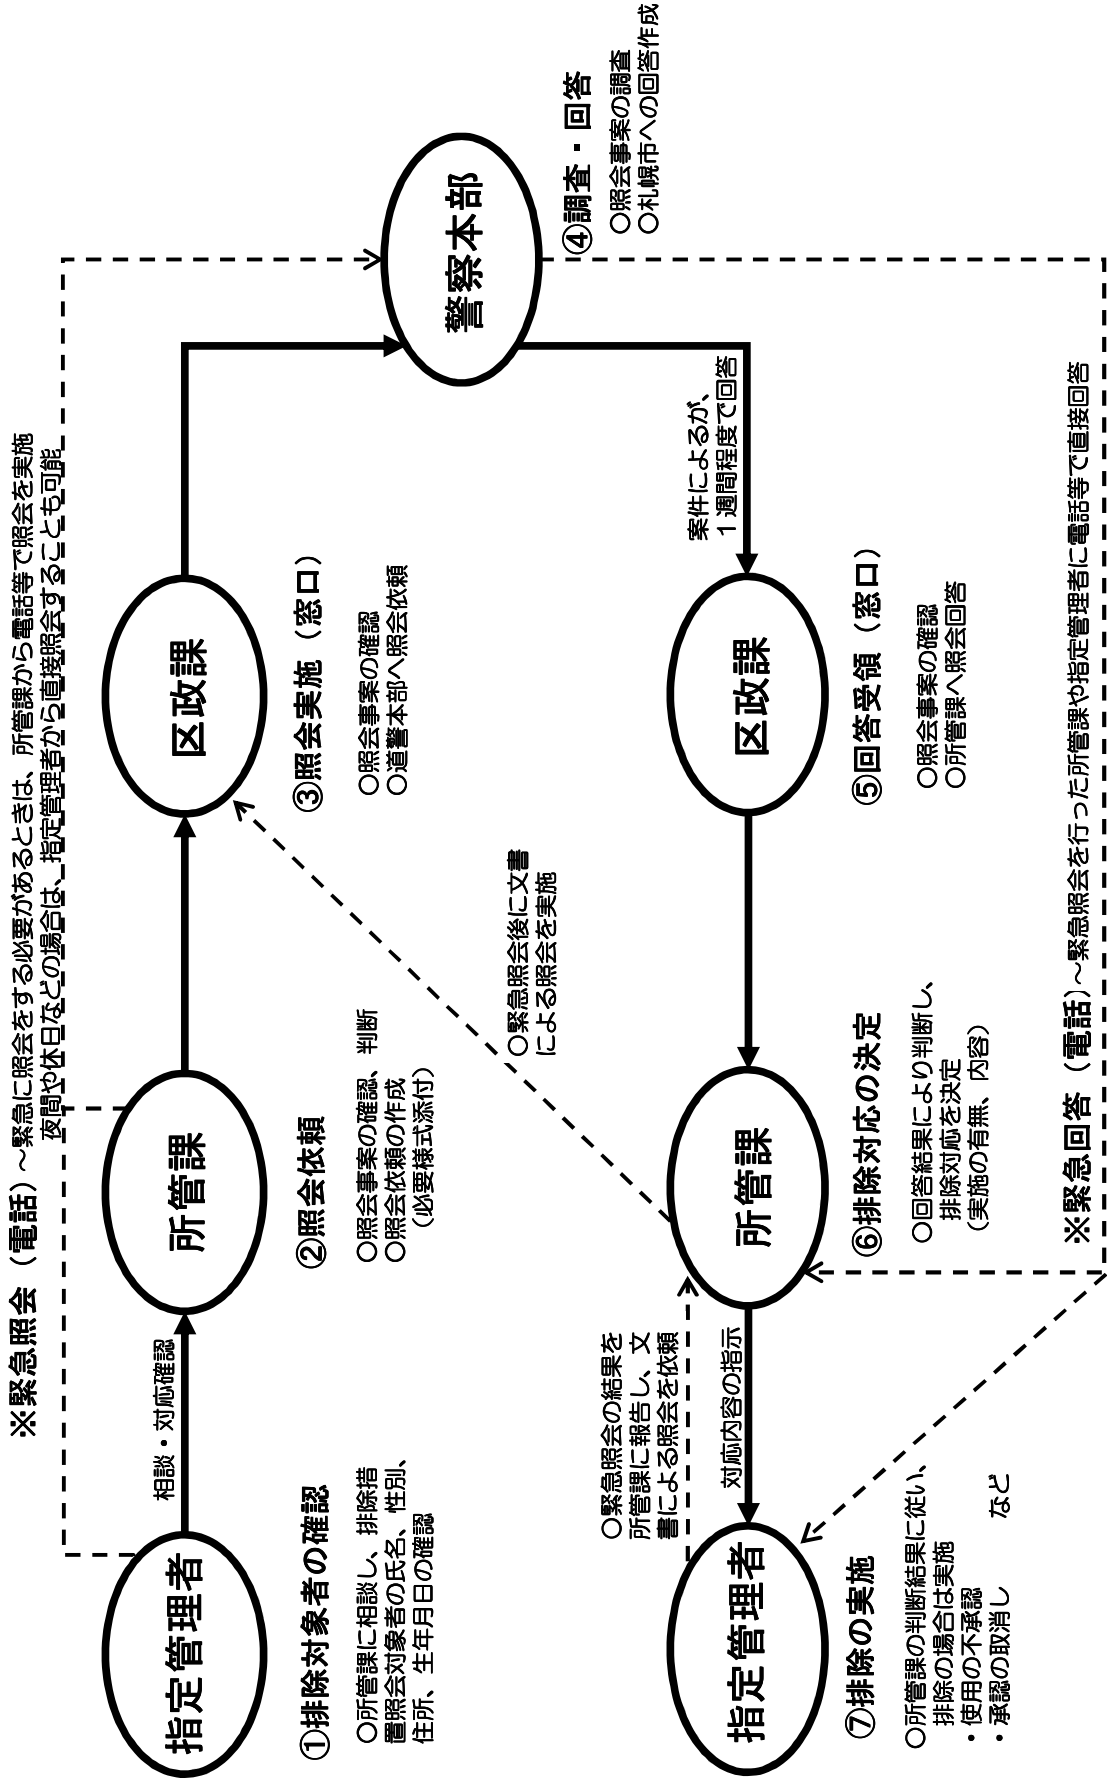 ※緊急照会（電話）～緊急に照会をする必要があるときは、所管課から電話等で照会を実施
夜間や休日などの場合は、指定管理者から直接照会することも可能
指定管理者
相談・対応確認
所管課
区政課
警察本部
①排除対象者の確認
○所管課に相談し、排除措
置照会対象者の氏名、性別、
住所、生年月日の確認
②照会依頼
○照会事案の確認、判断
○照会依頼の作成
（必要様式添付）
③照会実施（窓口）
○照会事案の確認
○道警本部へ照会依頼
④調査・回答
○照会事案の調査
○札幌市への回答作成
○緊急照会後に文書
による照会を実施
○緊急照会の結果を
所管課に報告し、文
書による照会を依頼
案件によるが、
１週間程度で回答
指定管理者
対応内容の指示
所管課
区政課
⑦排除の実施
○所管課の判断結果に従い、
排除の場合は実施
・使用の不承認
・承認の取消し　　など
⑥排除対応の決定
○回答結果により判断し、
排除対応を決定
（実施の有無、内容）
⑤回答受領（窓口）
○照会事案の確認
○所管課へ照会回答
※緊急回答（電話）～緊急照会を行った所管課や指定管理者に電話等で直接回答